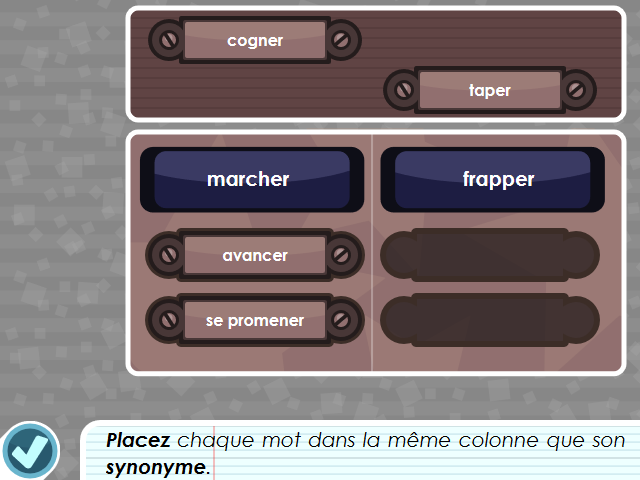 cogner
taper
marcher
frapper
avancer
se promener
Placez chaque mot dans la même colonne que son
synonyme.